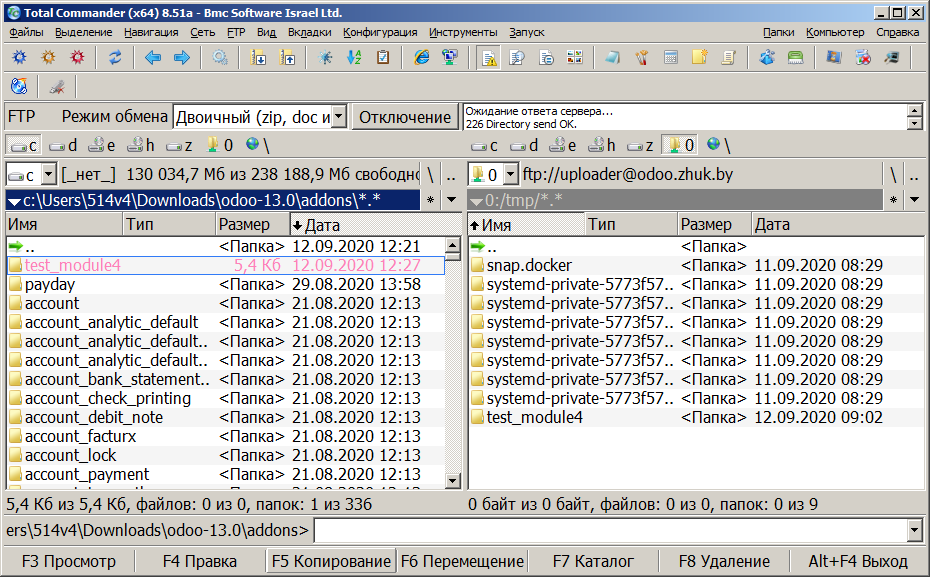 Total Commander (x64) 8.51a - Bmc Software Israel Ltd.
Файлы Выделение Навигация Сеть FTP Вид Вкладки Конфигурация Инструменты Запуск Папки Компьютер Справка
FTP Режим обмена Двоичный (zip, doc и Отключение Ожидание ответа сервера...
226 Directory send OK.
c d e h z 0 \ c d e h z 0 \
c [_нет_] 130 034,7 Мб из 238 188,9 Мб свободно \ .. 0 ftp://uploader@odoo.zhuk.by \ ..
c:\Users\514v4\Downloads\odoo-13.0\addons\*.* * 0:/tmp/*.* *
Имя Тип Размер Дата Имя Тип Размер Дата
.. <Папка> 12.09.2020 12:21 .. <Папка>
test_module4 5,4 Кб 12.09.2020 12:27 snap.docker <Папка> 11.09.2020 08:29
payday <Папка> 29.08.2020 13:58 systemd-private-5773f57.. <Папка> 11.09.2020 08:29
account <Папка> 21.08.2020 12:13 systemd-private-5773f57.. <Папка> 11.09.2020 08:29
account_analytic_default <Папка> 21.08.2020 12:13 systemd-private-5773f57.. <Папка> 11.09.2020 08:29
account_analytic_default.. <Папка> 21.08.2020 12:13 systemd-private-5773f57.. <Папка> 11.09.2020 08:29
account_analytic_default.. <Папка> 21.08.2020 12:13 systemd-private-5773f57.. <Папка> 11.09.2020 08:29
account_bank_statement.. <Папка> 21.08.2020 12:13 systemd-private-5773f57.. <Папка> 11.09.2020 08:29
account_check_printing <Папка> 21.08.2020 12:13 systemd-private-5773f57.. <Папка> 11.09.2020 08:29
account_debit_note <Папка> 21.08.2020 12:13 test_module4 <Папка> 12.09.2020 09:02
account_facturx <Папка> 21.08.2020 12:13
account_lock <Папка> 21.08.2020 12:13
account_payment <Папка> 21.08.2020 12:13
5,4 Кб из 5,4 Кб, файлов: 0 из 0, папок: 1 из 336 0 байт из 0 байт, файлов: 0 из 0, папок: 0 из 9
ers\514v4\Downloads\odoo-13.0\addons>
F3 Просмотр F4 Правка F5 Копирование F6 Перемещение F7 Каталог F8 Удаление Alt+F4 Выход